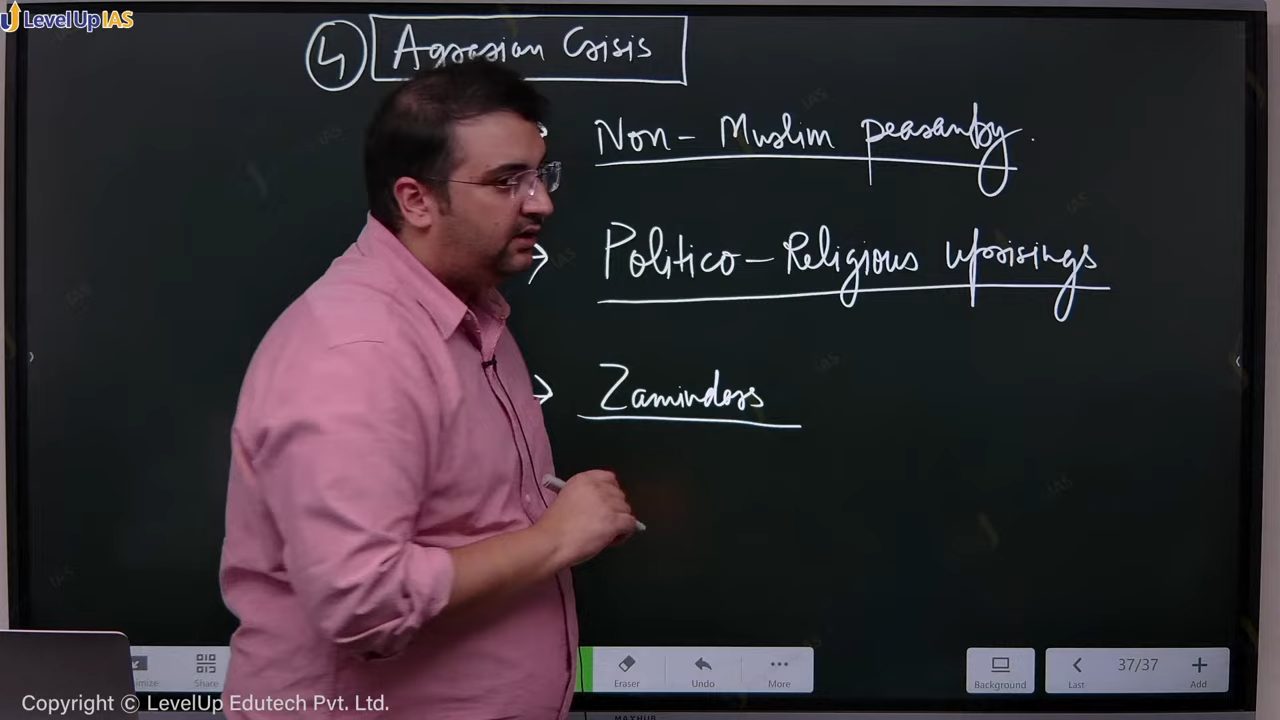 LevelUp IAS
4 Agrarian Crisis
Non-Muslim peasantry.
Politico-Religious uprisings
→ Zamindars
Share
Eraser
Undo
More
Background
Last
37/37
Add
Copyright © LevelUp Edutech Pvt. Ltd.